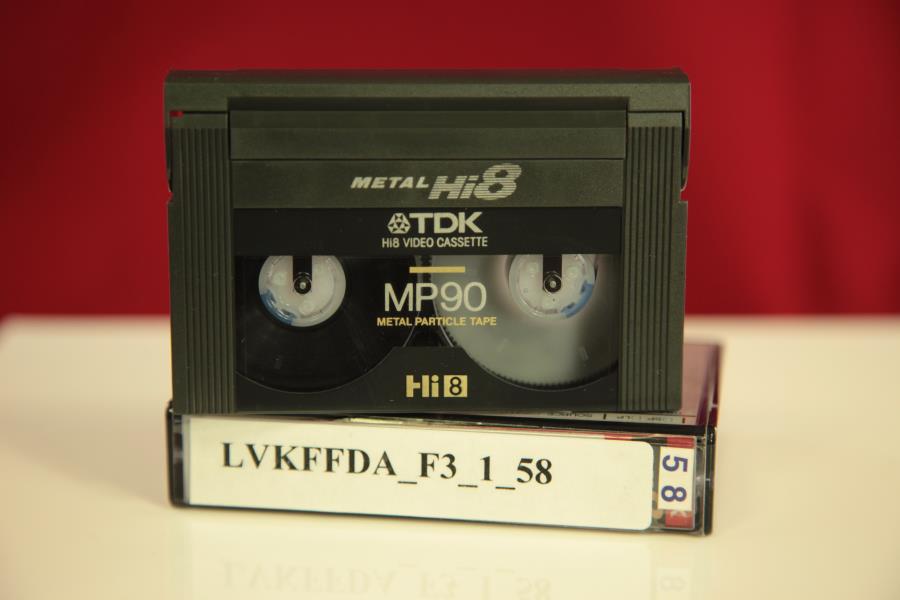 METAL Hi8
TDK
Hi8 VIDEO CASSETTE
MP90
METAL PARTICLE TAPE
Hi8
LVKFFDA_F3_1_58
58